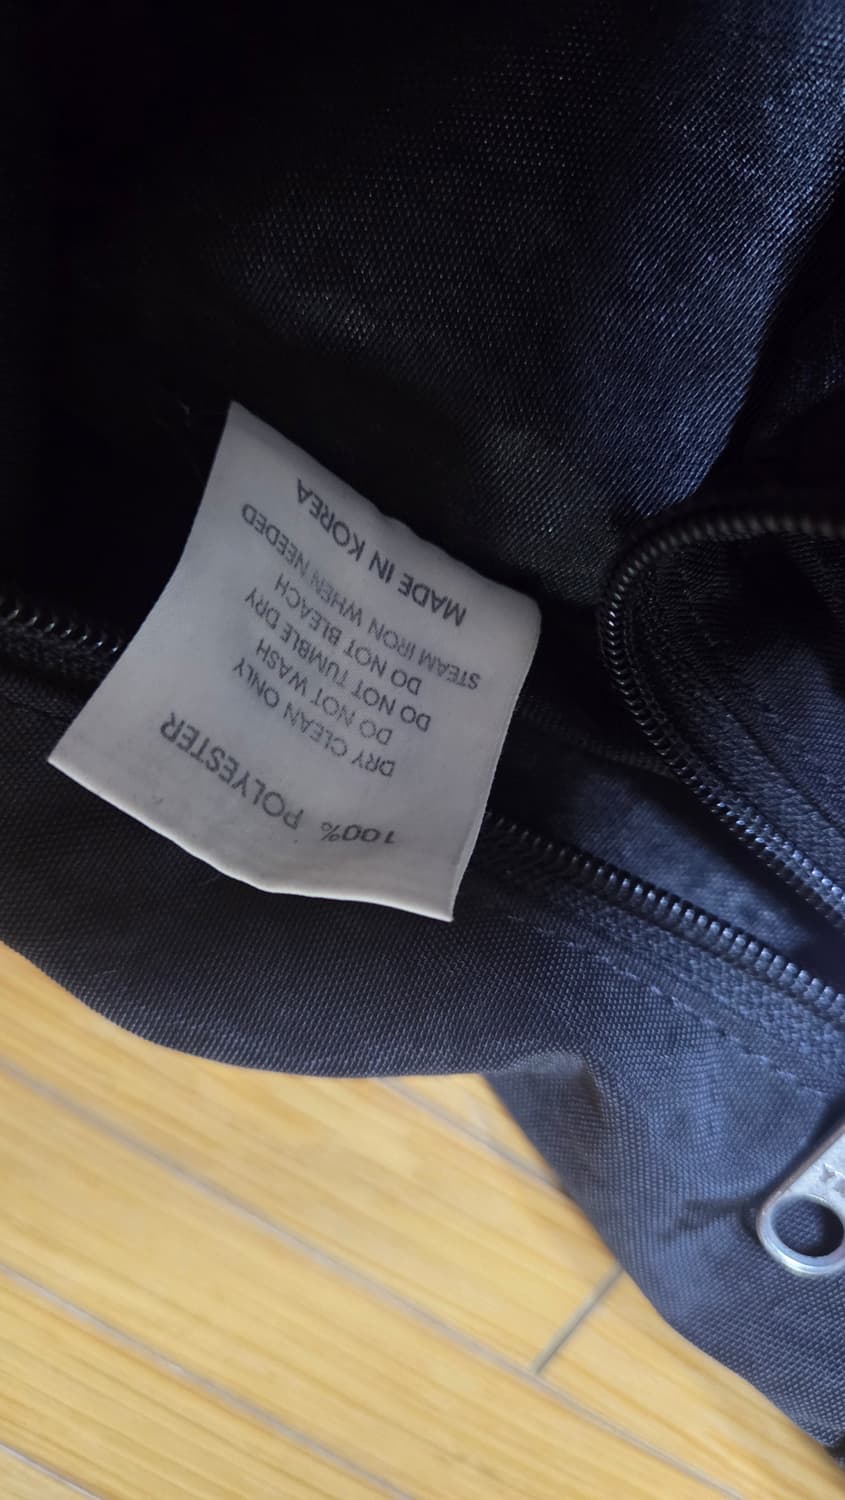 100% POLYESTER
DRY CLEAN ONLY
DO NOT WASH
DO NOT TUMBLE DRY
DO NOT BLEACH
STEAM IRON WHEN NEEDED
MADE IN KOREA